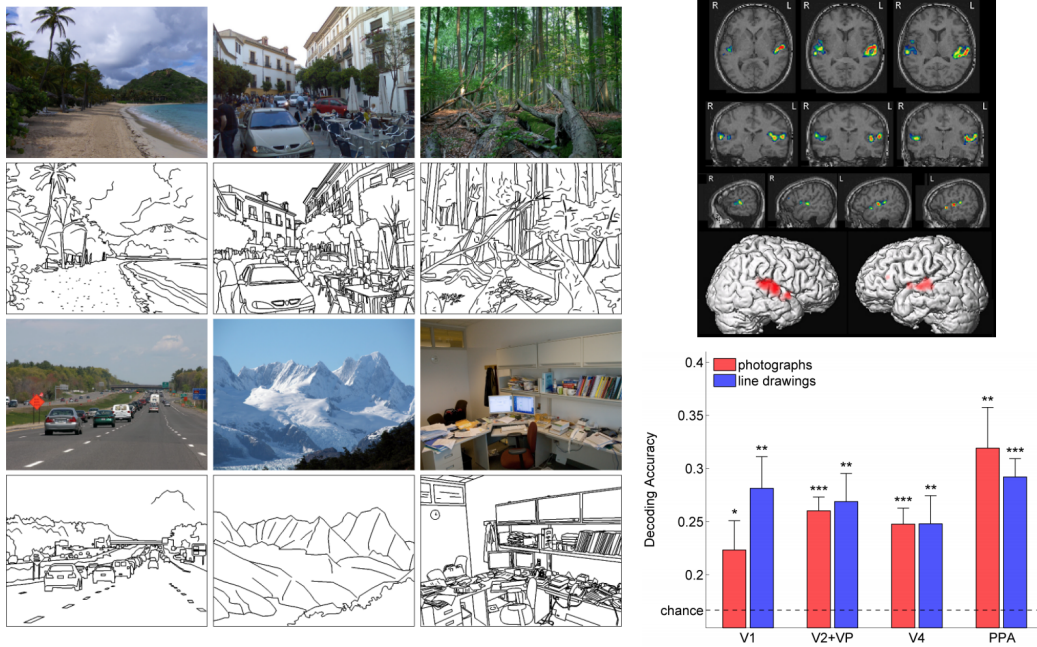 R L R L R L
R L R L R L
R R L L
0.4
0.35
0.3
0.25
0.2
chance
Decoding Accuracy
photographs
line drawings
* ** *** ** *** ** ** ***
V1 V2+VP V4 PPA